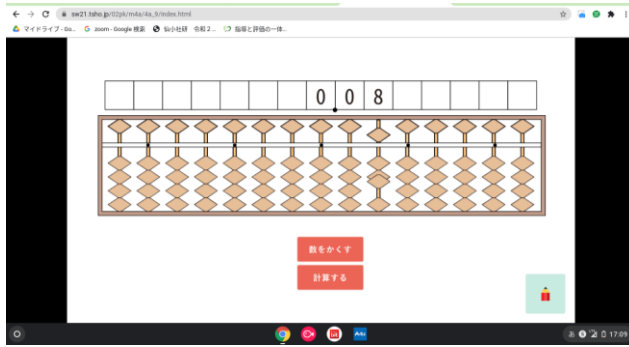 sw21.tsho.jp/02pk/m4a/4a_9/index.html
マイドライブ - Go... zoom - Google 検索 仙小社研 令和２... 指導と評価の一体...
0 0 8
数をかくす
計算する
17:09